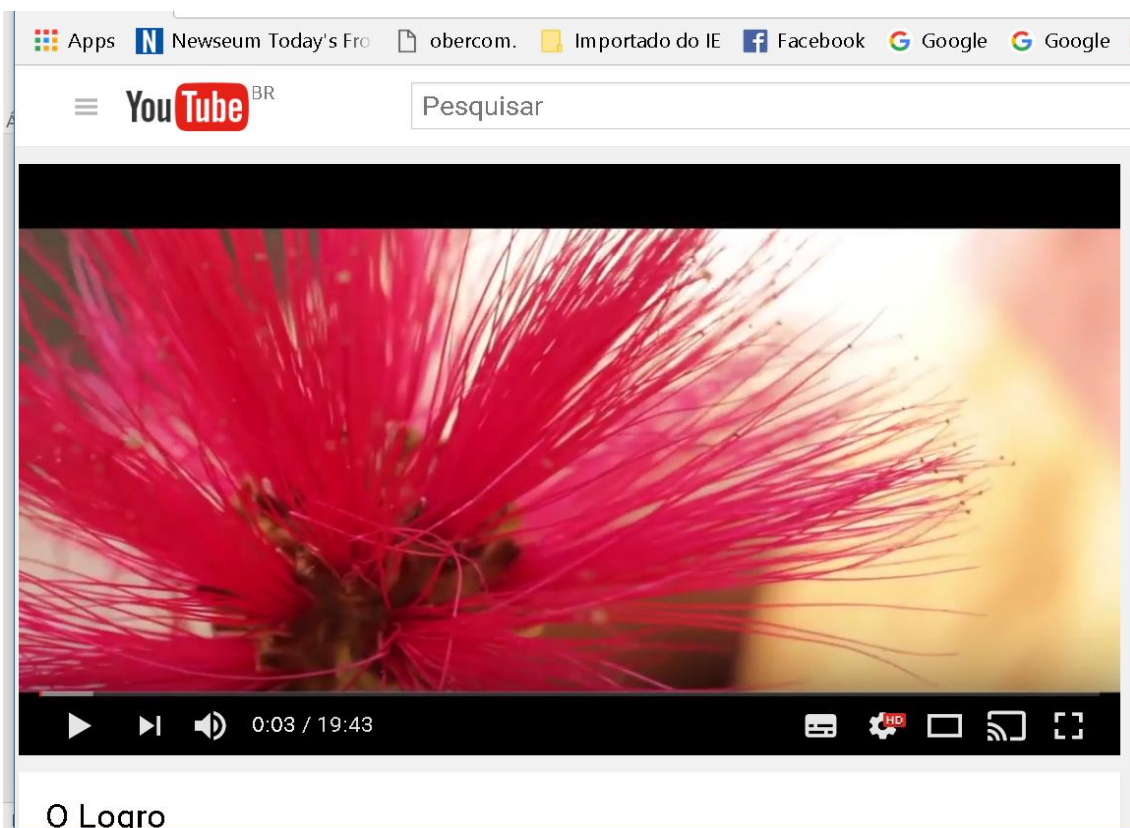 Apps N Newseum Today's Fro obercom. Importado do IE f Facebook G Google G Google
YouTube BR Pesquisar
0:03 / 19:43 HD
O Logro